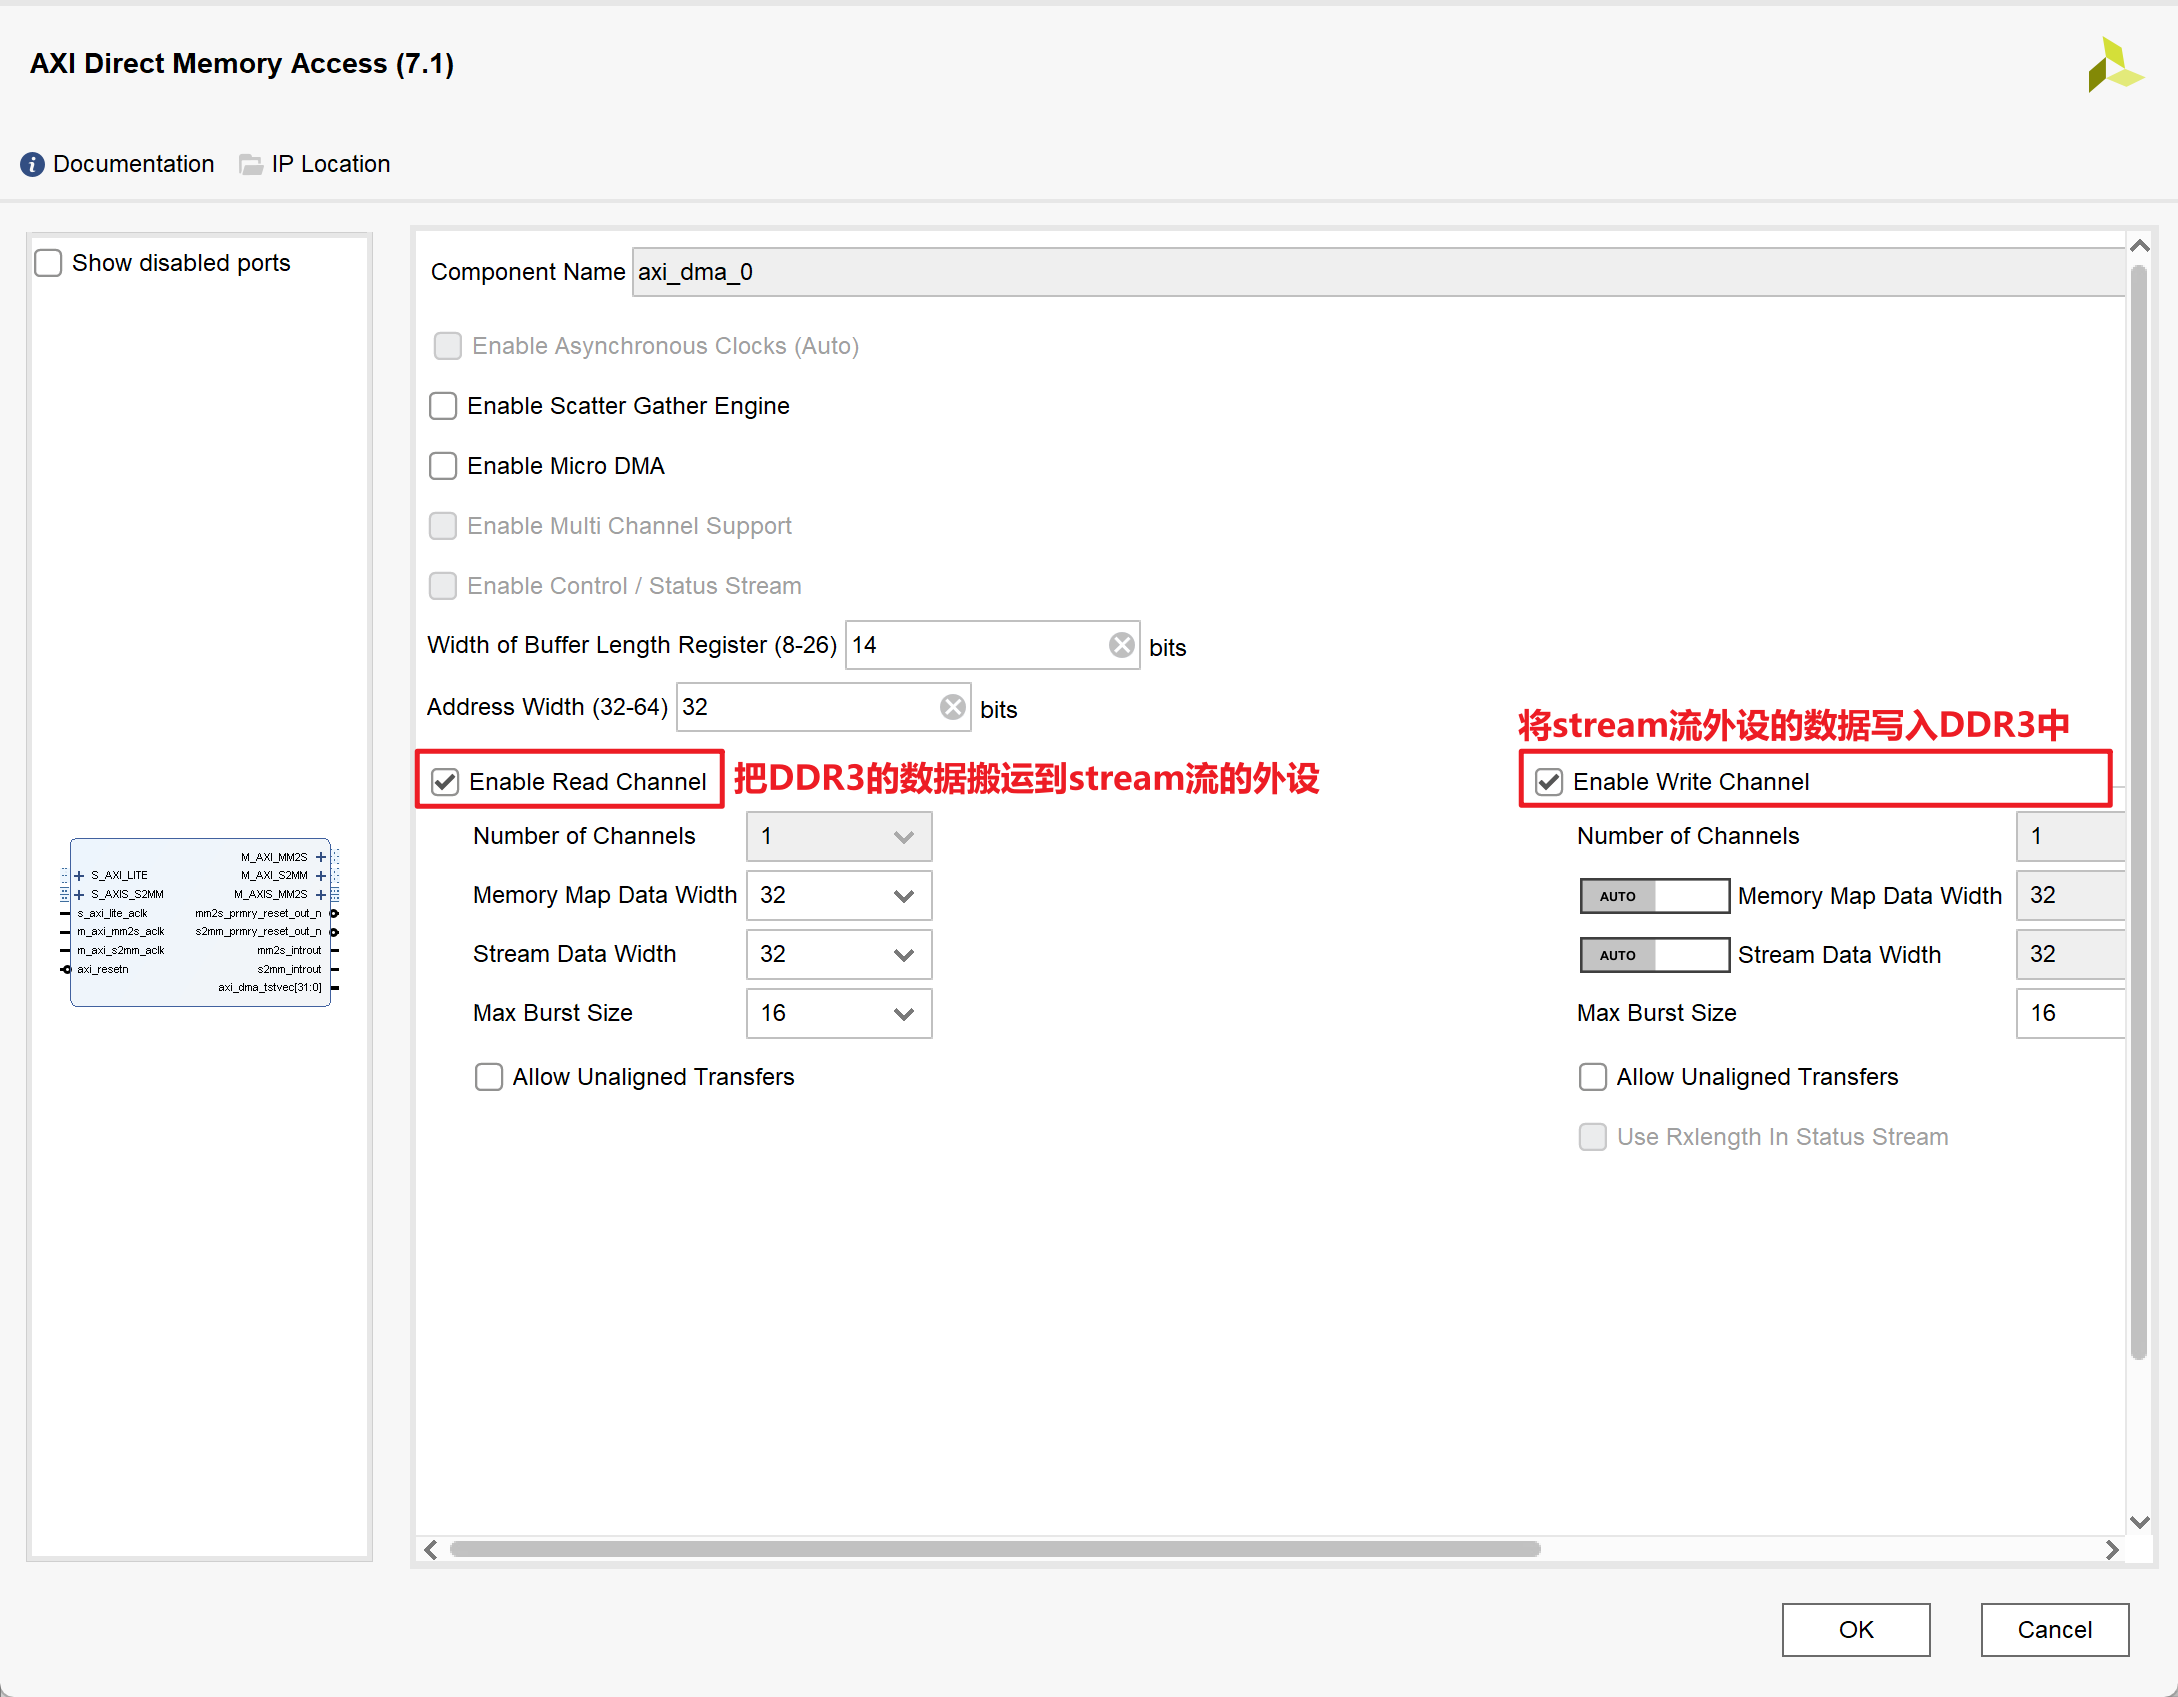 AXI Direct Memory Access (7.1)
Documentation IP Location
Show disabled ports
M_AXI_MM2S
S_AXI_LITE M_AXI_S2MM
S_AXIS_S2MM M_AXIS_MM2S
s_axi_lite_aclk mm2s_prmry_reset_out_n
m_axi_mm2s_aclk s2mm_prmry_reset_out_n
m_axi_s2mm_aclk mm2s_introut
axi_resetn s2mm_introut
axi_dma_tstvec[31:0]
Component Name axi_dma_0
Enable Asynchronous Clocks (Auto)
Enable Scatter Gather Engine
Enable Micro DMA
Enable Multi Channel Support
Enable Control / Status Stream
Width of Buffer Length Register (8-26) 14 bits
Address Width (32-64) 32 bits
Enable Read Channel 把DDR3的数据搬运到stream流的外设
Number of Channels 1
Memory Map Data Width 32
Stream Data Width 32
Max Burst Size 16
Allow Unaligned Transfers
将stream流外设的数据写入DDR3中
Enable Write Channel
Number of Channels 1
AUTO Memory Map Data Width 32
AUTO Stream Data Width 32
Max Burst Size 16
Allow Unaligned Transfers
Use Rxlength In Status Stream
OK Cancel